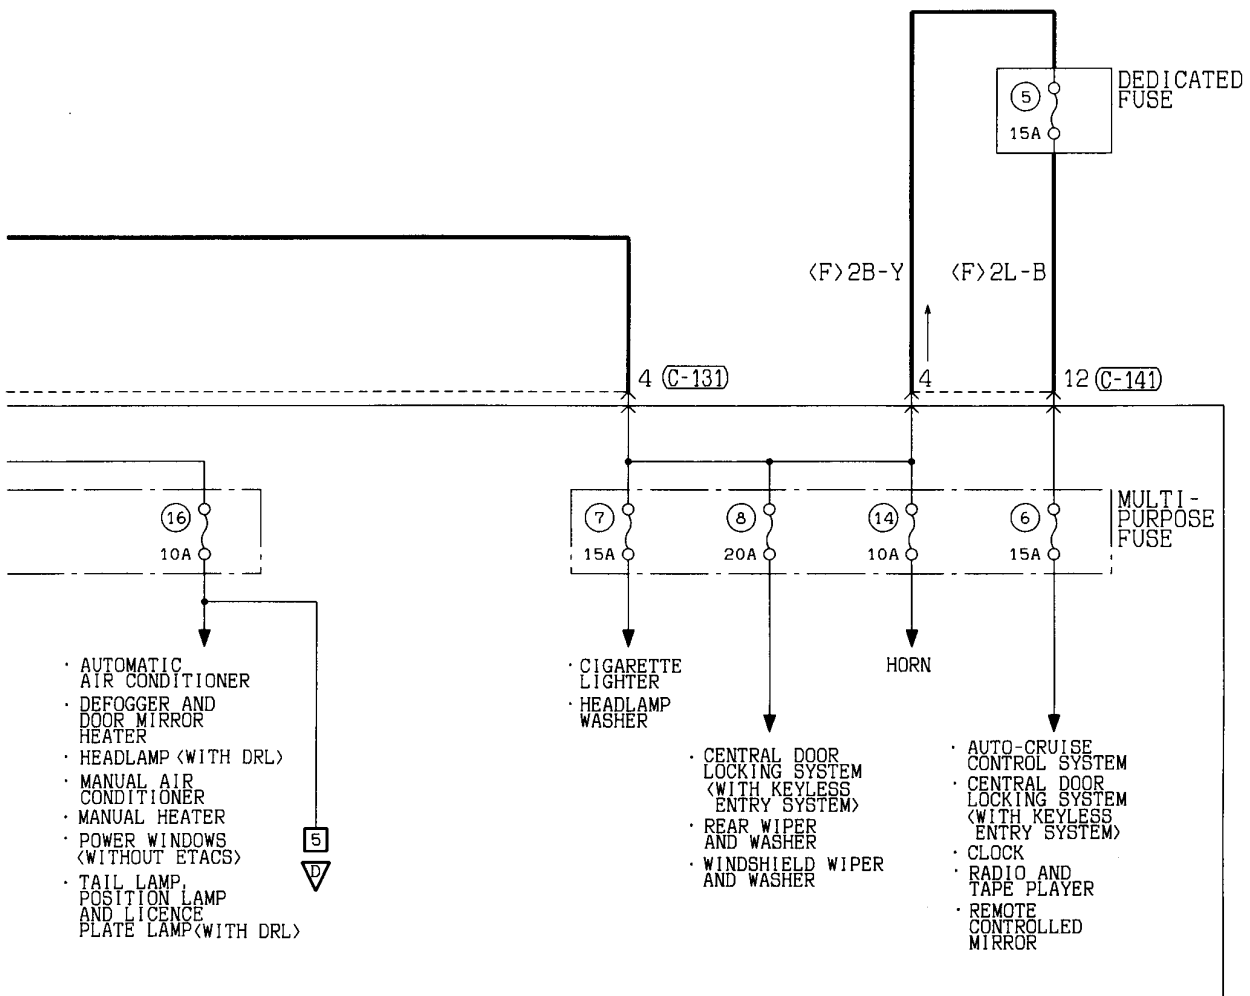 DEDICATED
FUSE
5
15A
<F>2B-Y
<F>2L-B
4 (C-131)
4
12 (C-141)
MULTI-
PURPOSE
FUSE
16
10A
7
15A
8
20A
14
10A
6
15A
· AUTOMATIC
AIR CONDITIONER
· DEFOGGER AND
DOOR MIRROR
HEATER
· HEADLAMP<WITH DRL>
· MANUAL AIR
CONDITIONER
· MANUAL HEATER
· POWER WINDOWS
<WITHOUT ETACS>
· TAIL LAMP,
POSITION LAMP
AND LICENCE
PLATE LAMP<WITH DRL>
5
D
· CIGARETTE
LIGHTER
· HEADLAMP
WASHER
· CENTRAL DOOR
LOCKING SYSTEM
<WITH KEYLESS
ENTRY SYSTEM>
· REAR WIPER
AND WASHER
· WINDSHIELD WIPER
AND WASHER
HORN
· AUTO-CRUISE
CONTROL SYSTEM
· CENTRAL DOOR
LOCKING SYSTEM
<WITH KEYLESS
ENTRY SYSTEM>
· CLOCK
· RADIO AND
TAPE PLAYER
· REMOTE
CONTROLLED
MIRROR